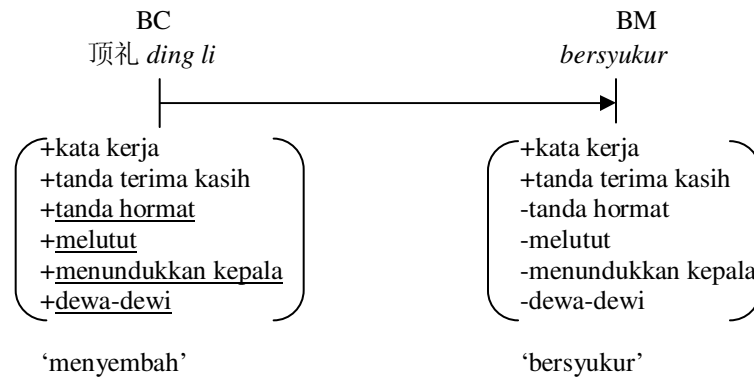 BC BM
顶礼 ding li bersyukur
+kata kerja +kata kerja
+tanda terima kasih +tanda terima kasih
+tanda hormat -tanda hormat
+melutut -melutut
+menundukkan kepala -menundukkan kepala
+dewa-dewi -dewa-dewi
‘menyembah’ ‘bersyukur’